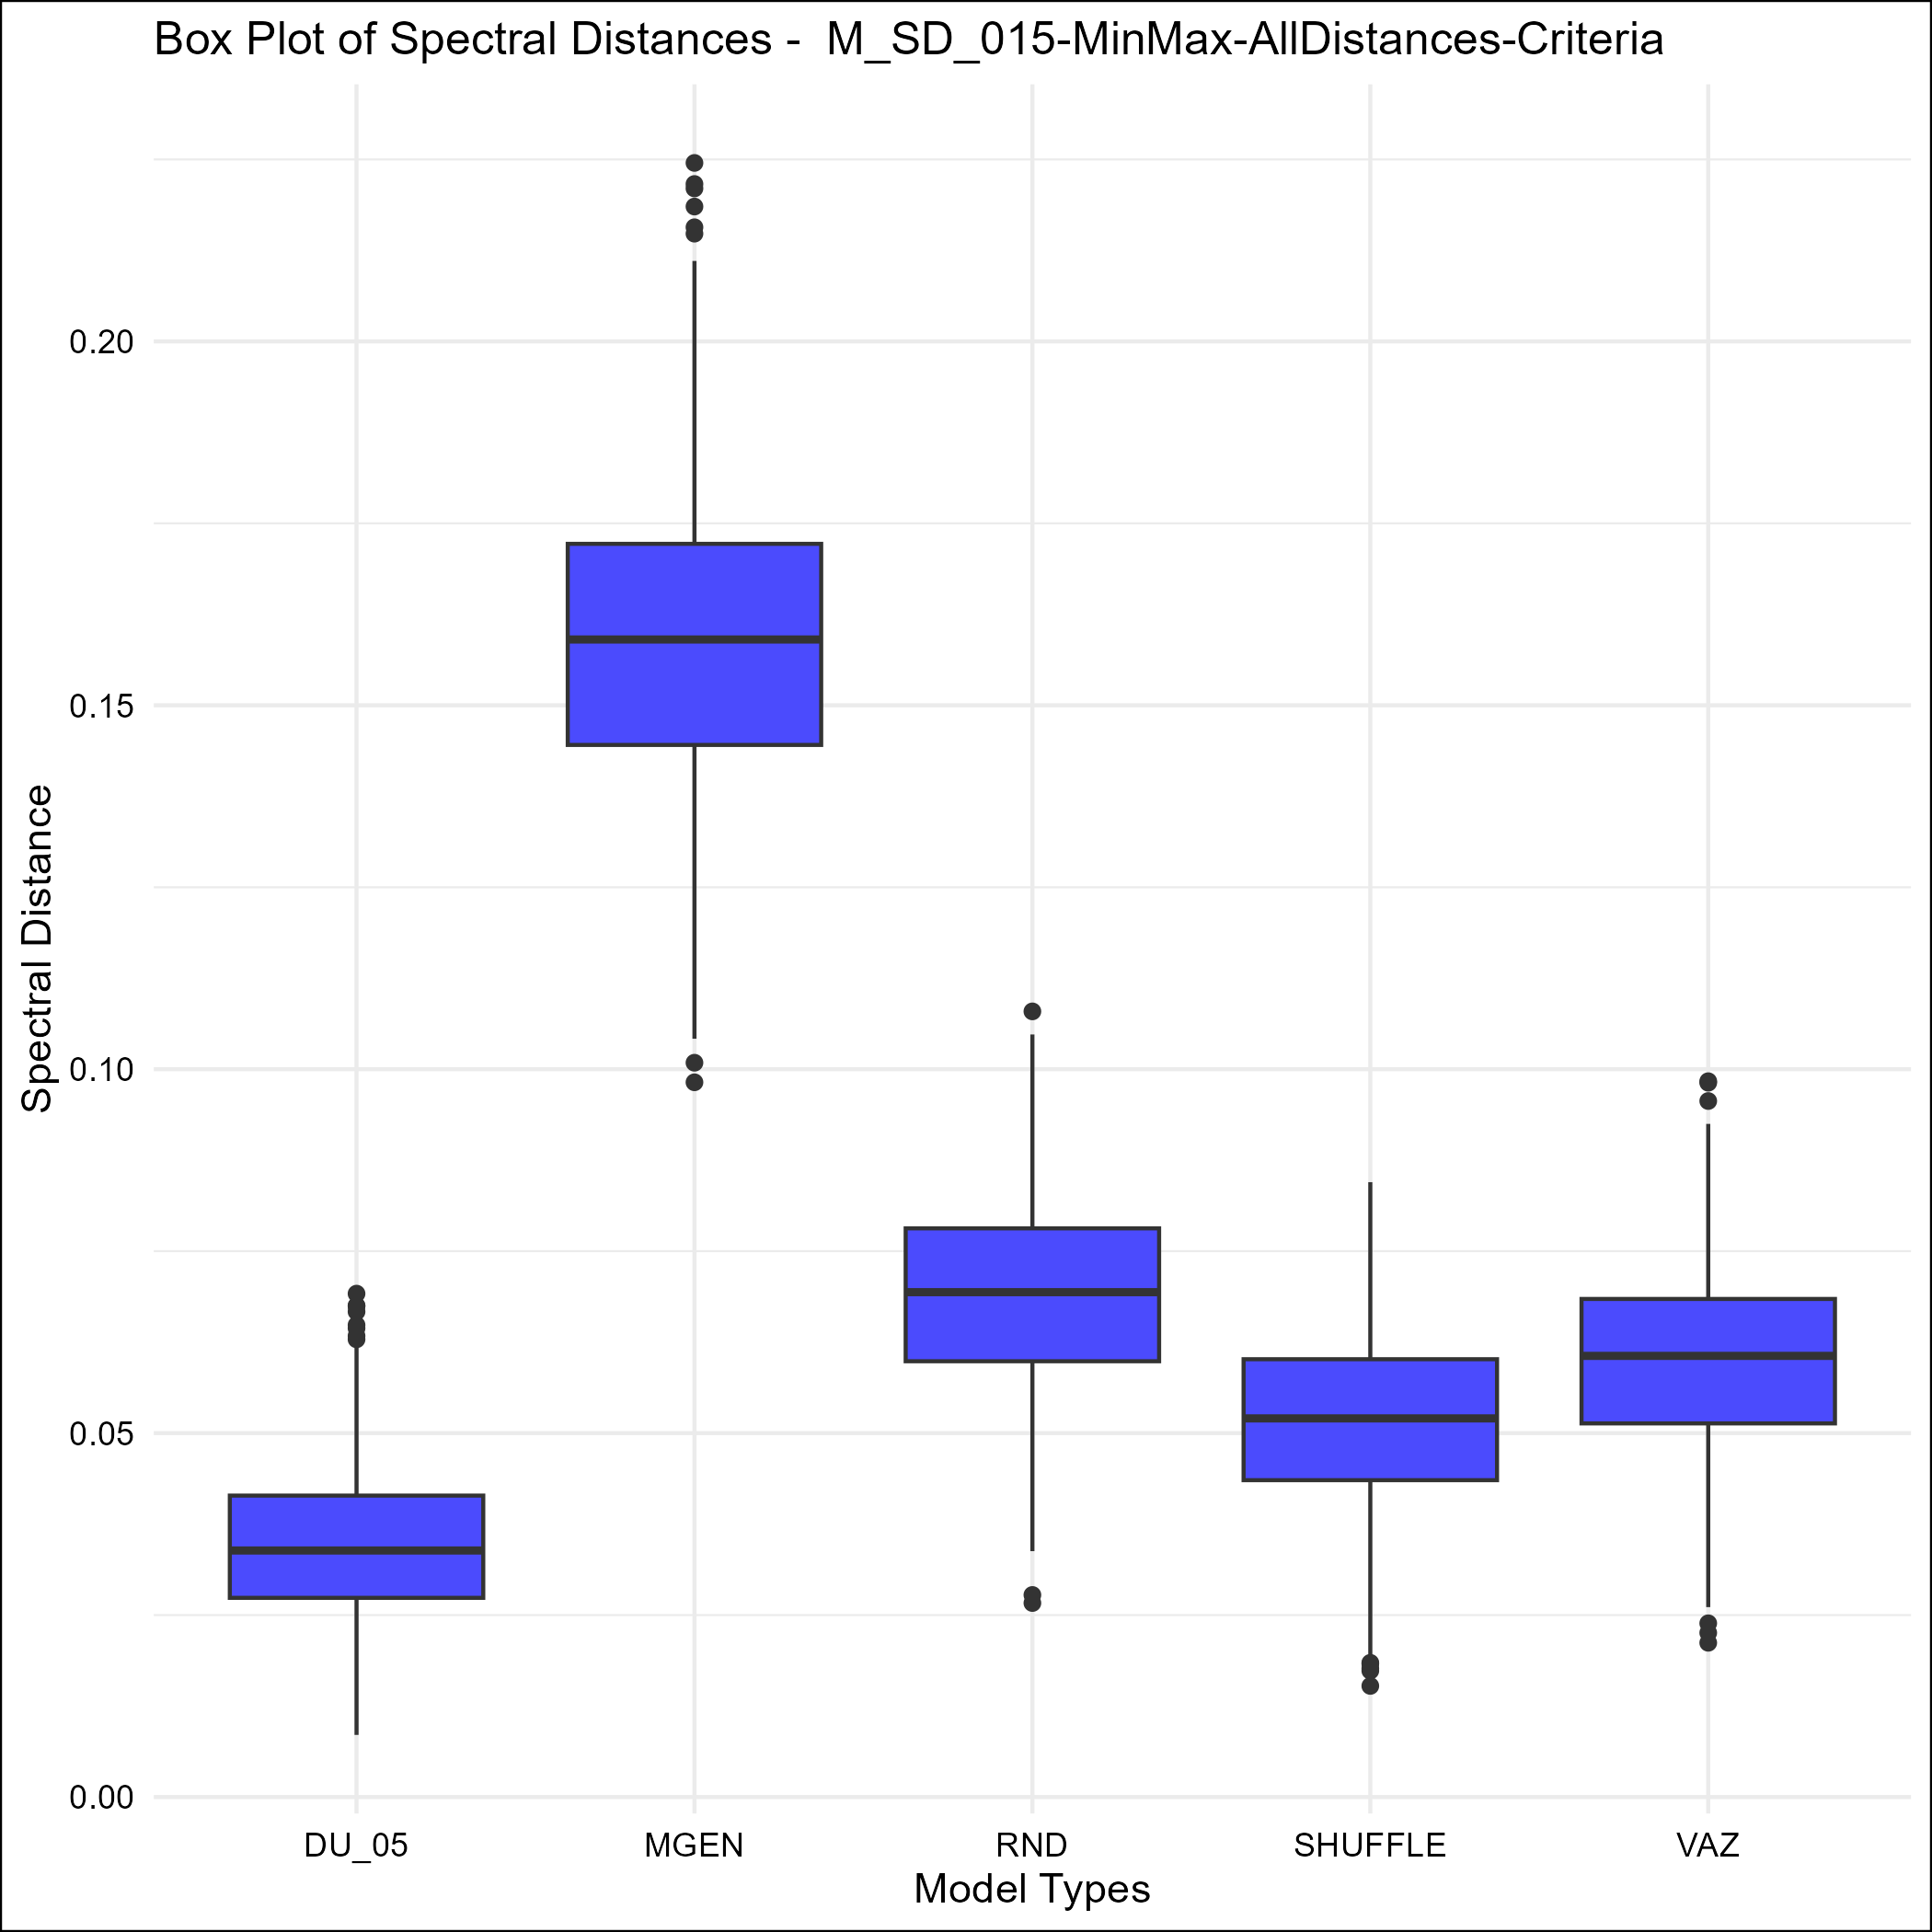 Box Plot of Spectral Distances -  M_SD_015-MinMax-AllDistances-Criteria
Spectral Distance
0.20
0.15
0.10
0.05
0.00
DU_05 MGEN RND SHUFFLE VAZ
Model Types